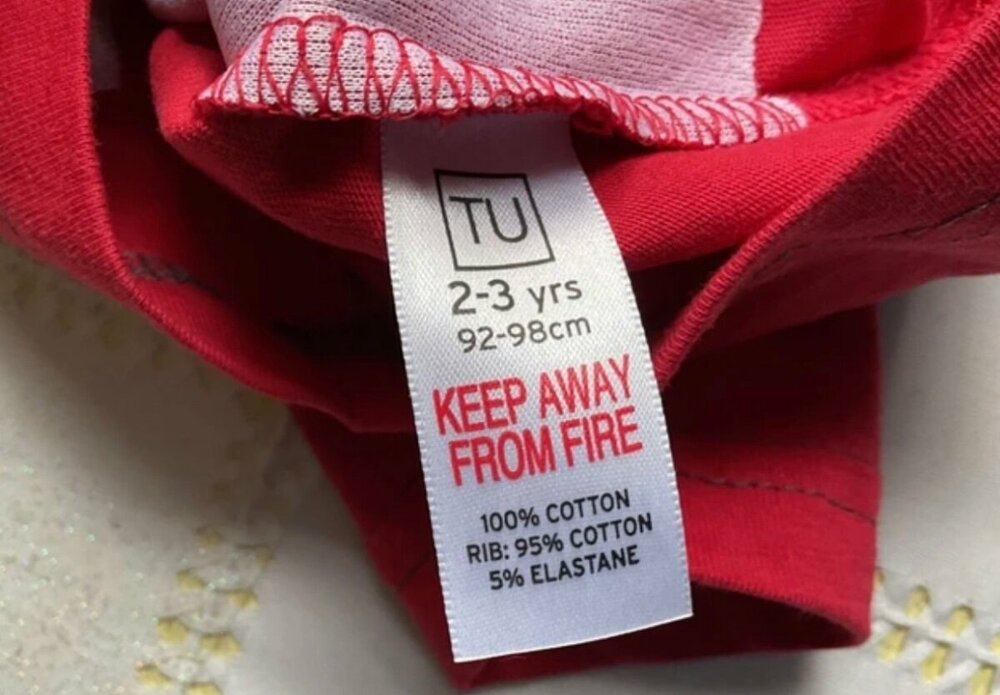 TU
2-3 yrs
92-98cm
KEEP AWAY
FROM FIRE
100% COTTON
RIB: 95% COTTON
5% ELASTANE